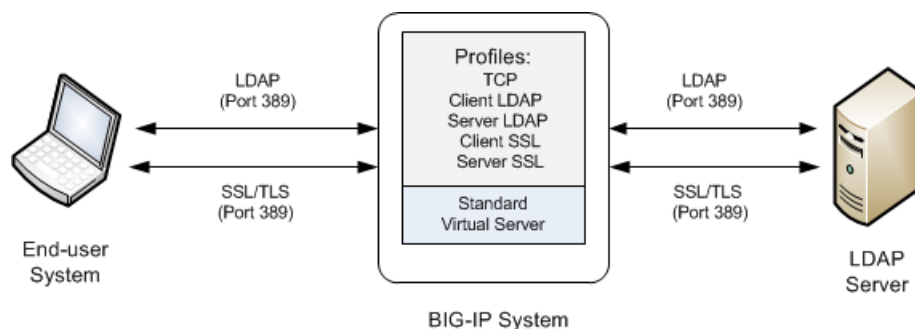 LDAP
(Port 389)
SSL/TLS
(Port 389)
End-user
System
Profiles:
TCP
Client LDAP
Server LDAP
Client SSL
Server SSL
Standard
Virtual Server
BIG-IP System
LDAP
(Port 389)
SSL/TLS
(Port 389)
LDAP
Server